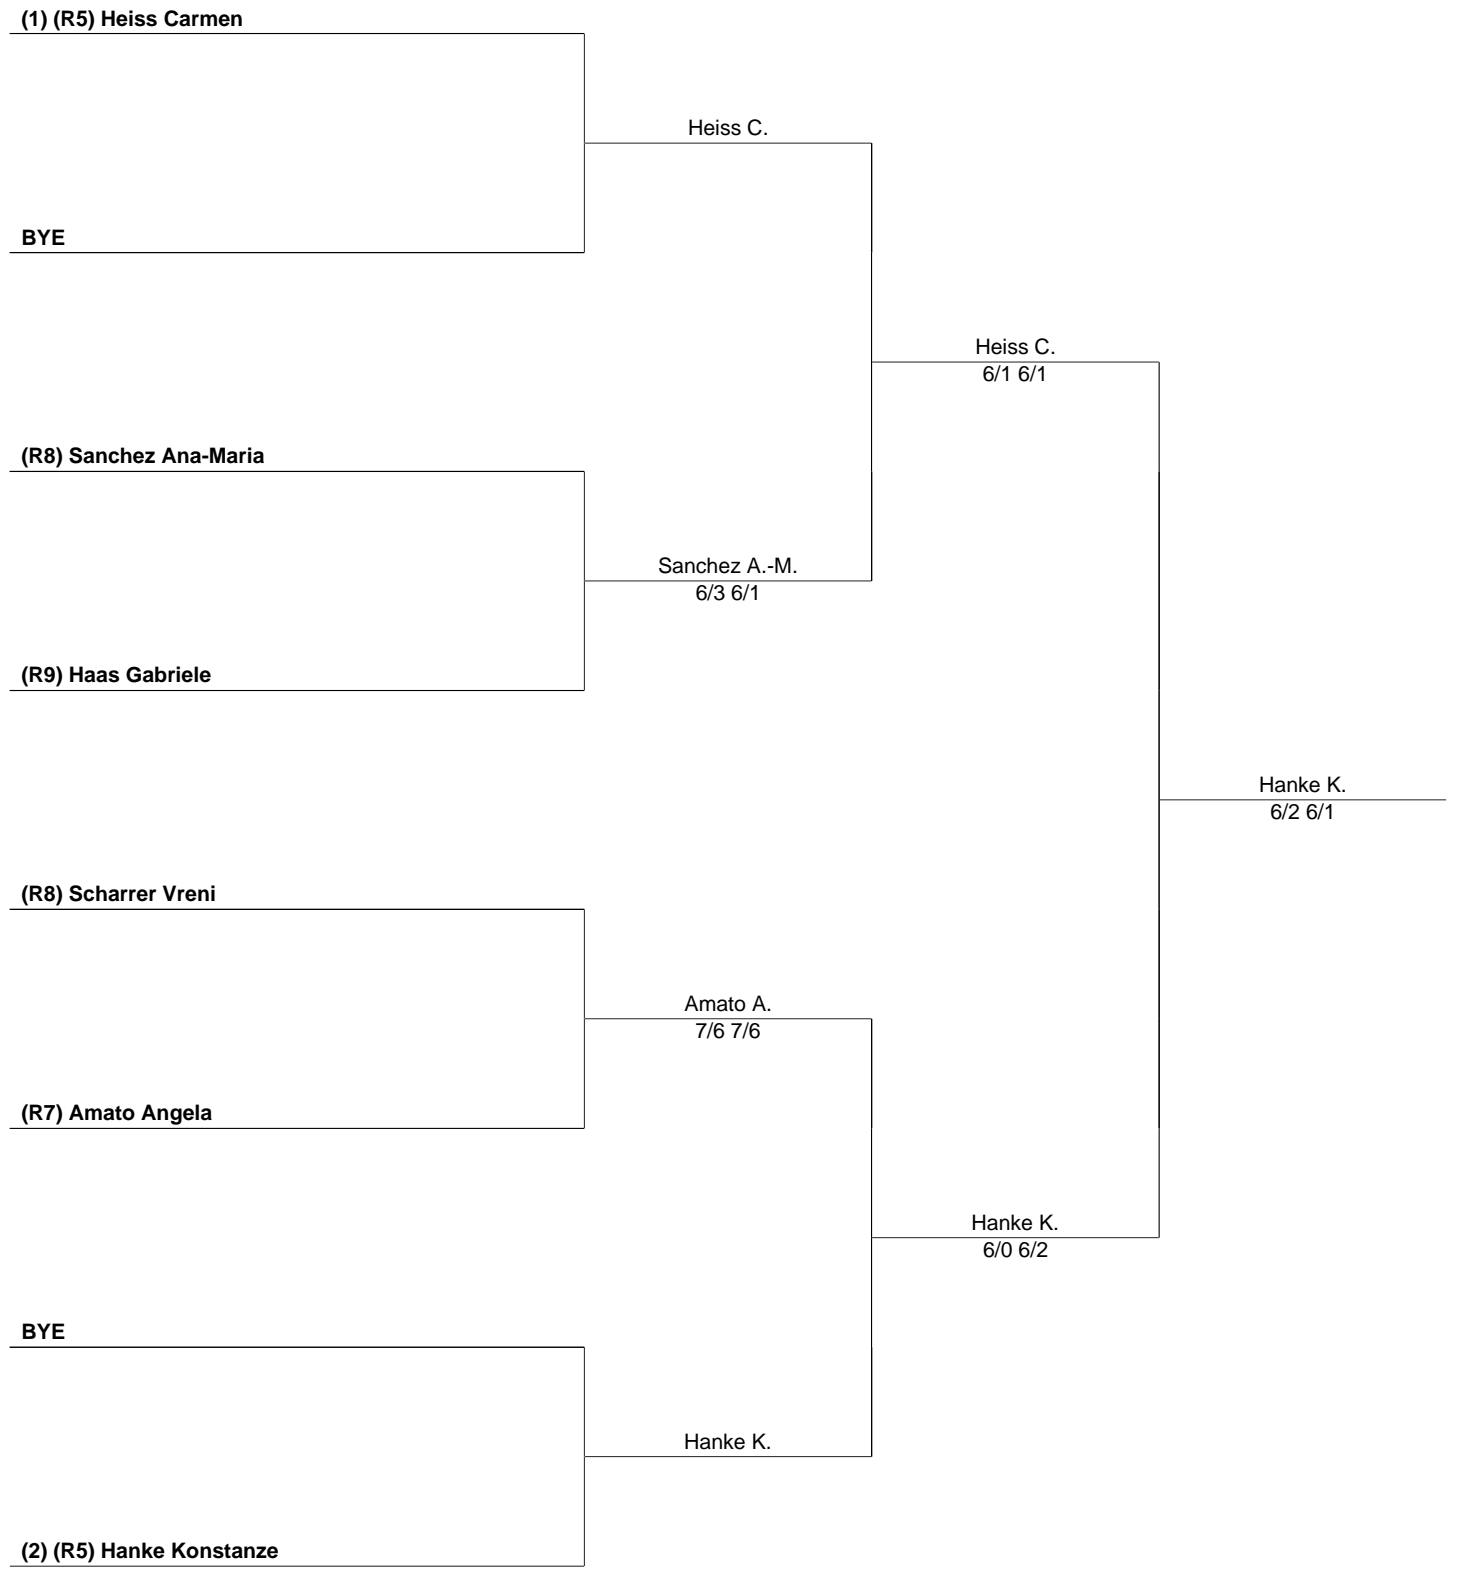 (1) (R5) Heiss Carmen
Heiss C.
BYE
Heiss C.
6/1 6/1
(R8) Sanchez Ana-Maria
Sanchez A.-M.
6/3 6/1
(R9) Haas Gabriele
Hanke K.
6/2 6/1
(R8) Scharrer Vreni
Amato A.
7/6 7/6
(R7) Amato Angela
Hanke K.
6/0 6/2
BYE
Hanke K.
(2) (R5) Hanke Konstanze